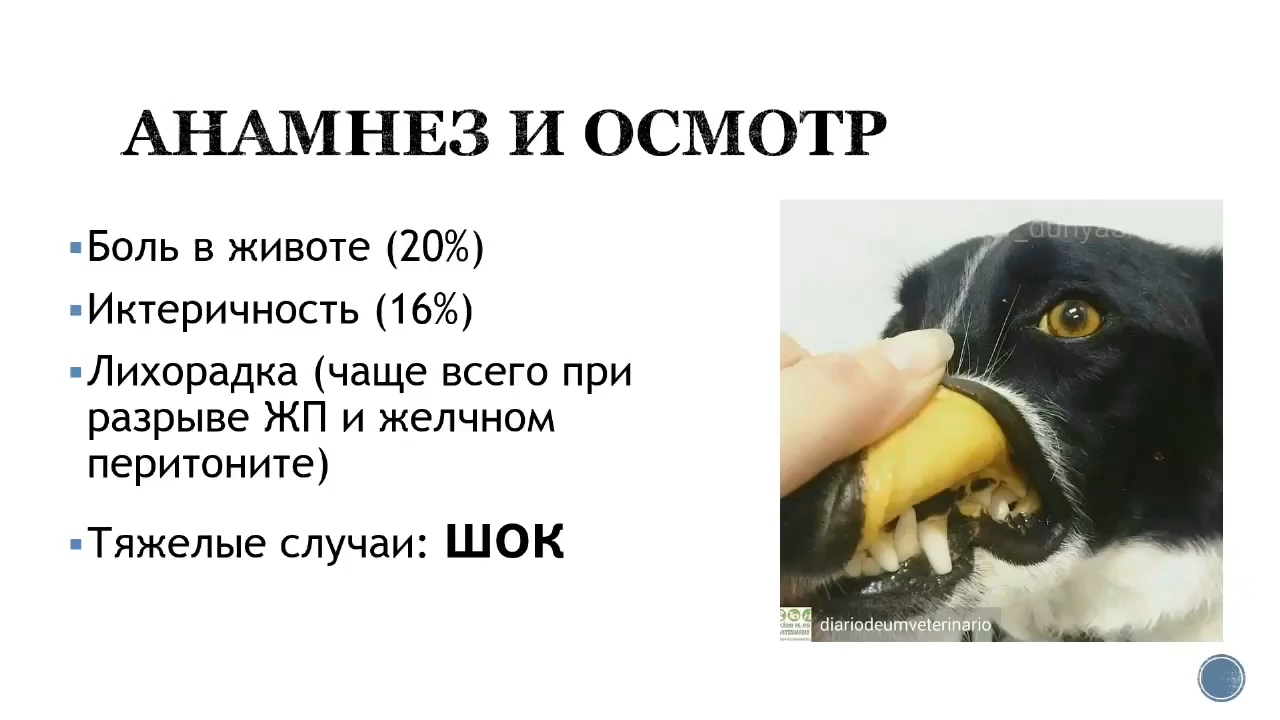 АНАМНЕЗ И ОСМОТР
▪Боль в животе (20%)
▪Иктеричность (16%)
▪Лихорадка (чаще всего при
разрыве ЖП и желчном
перитоните)
▪Тяжелые случаи: ШОК
diariodeumveterinario